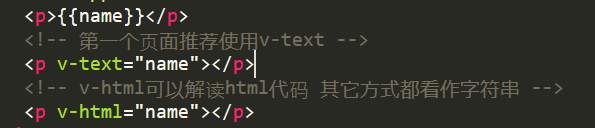 <p>{{name}}</p>
<!-- 第一个页面推荐使用v-text -->
<p v-text="name"></p>
<!-- v-html可以解读html代码 其它方式都看作字符串 -->
<p v-html="name"></p>